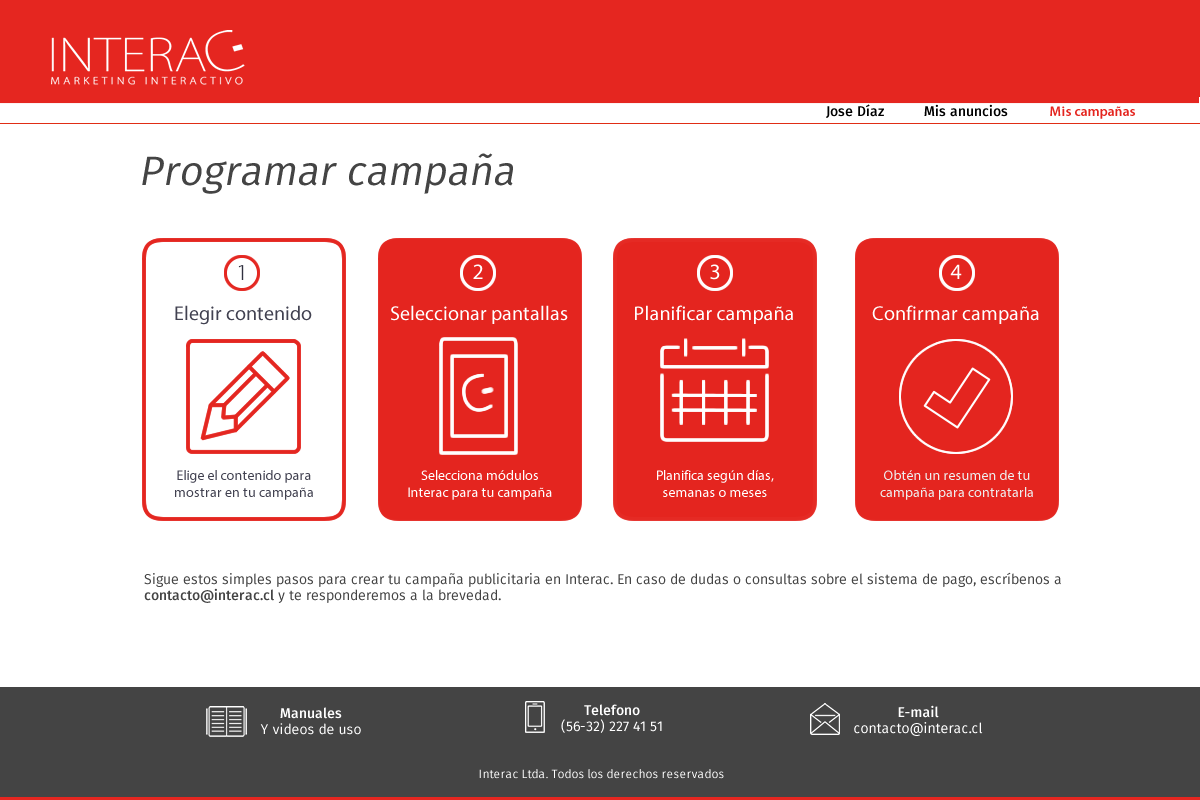 INTERAC
MARKETING INTERACTIVO
Jose Díaz Mis anuncios Mis campañas
Programar campaña
1
Elegir contenido
Elige el contenido para
mostrar en tu campaña
2
Seleccionar pantallas
Selecciona módulos
Interac para tu campaña
3
Planificar campaña
Planifica según días,
semanas o meses
4
Confirmar campaña
Obtén un resumen de tu
campaña para contratarla
Sigue estos simples pasos para crear tu campaña publicitaria en Interac. En caso de dudas o consultas sobre el sistema de pago, escríbenos a
contacto@interac.cl y te responderemos a la brevedad.
Manuales
Y videos de uso
Telefono
(56-32) 227 41 51
E-mail
contacto@interac.cl
Interac Ltda. Todos los derechos reservados